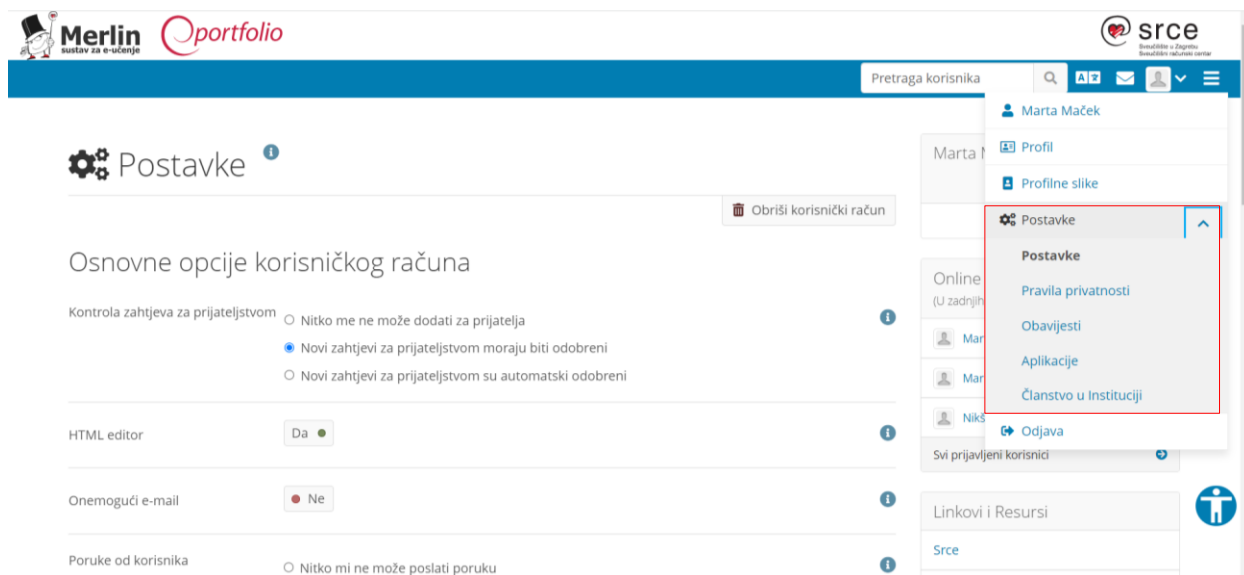 Merlin
sustav za e-učenje
portfolio
srce
Sveučilište u Zagrebu
Sveučilišni računski centar
Pretraga korisnika
Marta Maček
Profil
Profilne slike
Postavke
Postavke
Pravila privatnosti
Obavijesti
Aplikacije
Članstvo u Instituciji
Odjava
Postavke
Obriši korisnički račun
Osnovne opcije korisničkog računa
Kontrola zahtjeva za prijateljstvom
Nitko me ne može dodati za prijatelja
Novi zahtjevi za prijateljstvom moraju biti odobreni
Novi zahtjevi za prijateljstvom su automatski odobreni
HTML editor
Da
Onemogući e-mail
Ne
Poruke od korisnika
Nitko mi ne može poslati poruku
Marta
Online
(U zadnjih
Mar
Mar
Nikš
Svi prijavljeni korisnici
Linkovi i Resursi
Srce